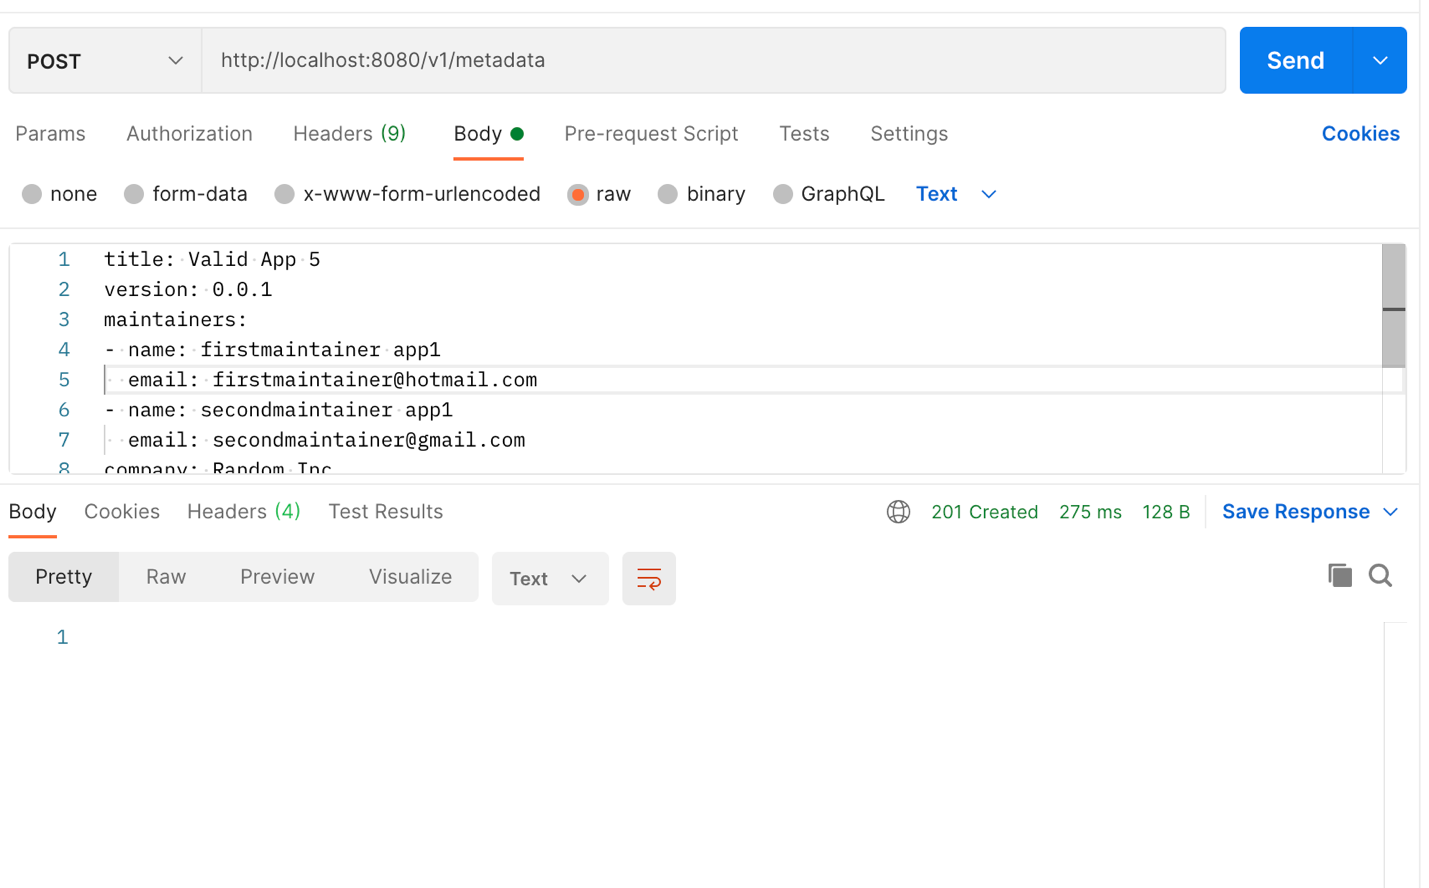 POST http://localhost:8080/v1/metadata Send
Params Authorization Headers (9) Body Pre-request Script Tests Settings Cookies
none form-data x-www-form-urlencoded raw binary GraphQL Text
1 title: Valid App 5
2 version: 0.0.1
3 maintainers:
4 - name: firstmaintainer app1
5 email: firstmaintainer@hotmail.com
6 - name: secondmaintainer app1
7 email: secondmaintainer@gmail.com
8 company: Random Inc.
Body Cookies Headers (4) Test Results 201 Created 275 ms 128 B Save Response
Pretty Raw Preview Visualize Text
1